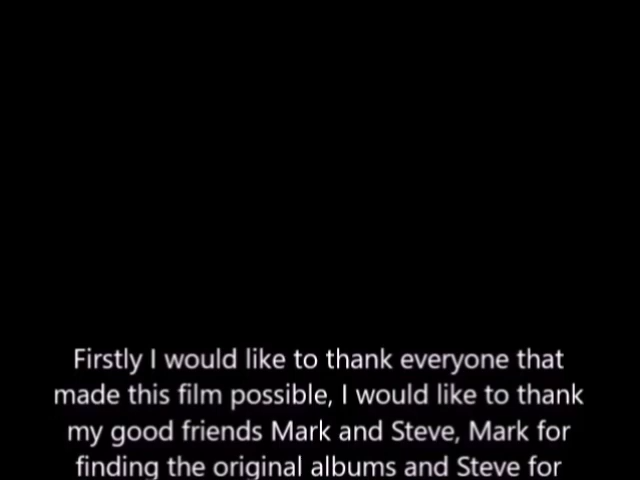 Firstly I would like to thank everyone that
made this film possible, I would like to thank
my good friends Mark and Steve, Mark for
finding the original albums and Steve for